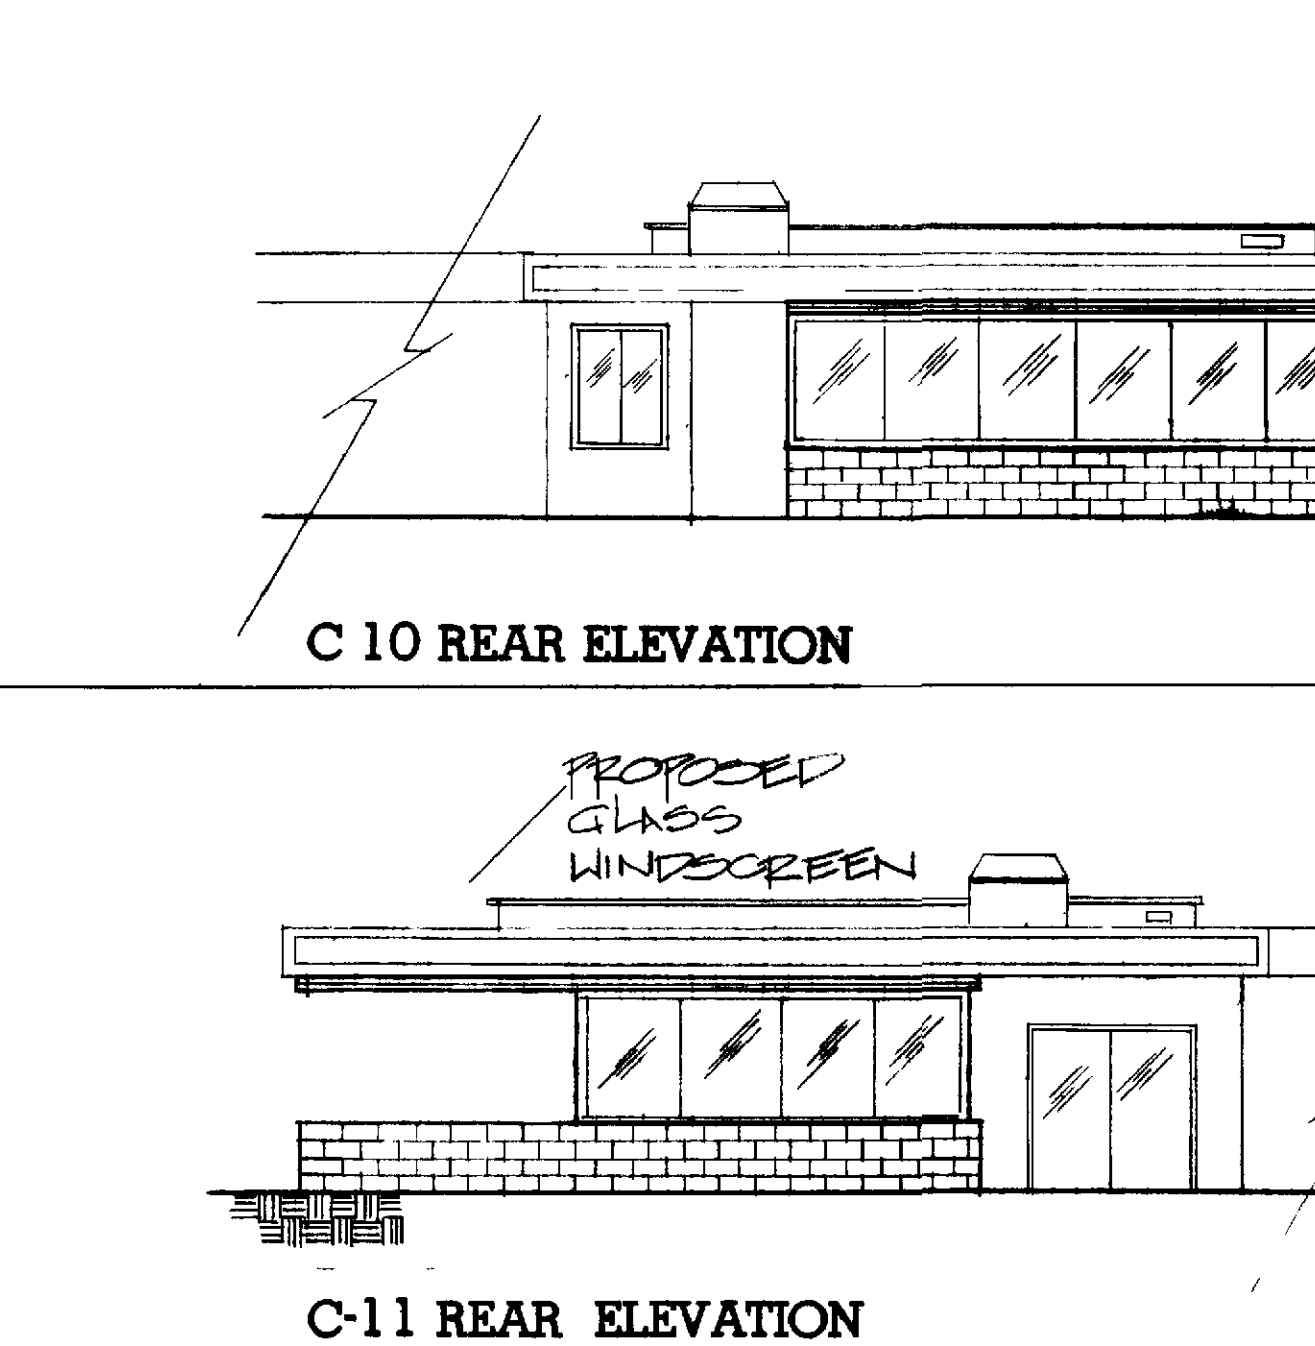 C 10 REAR ELEVATION
PROPOSED
GLASS
WINDSCREEN
C-11 REAR ELEVATION